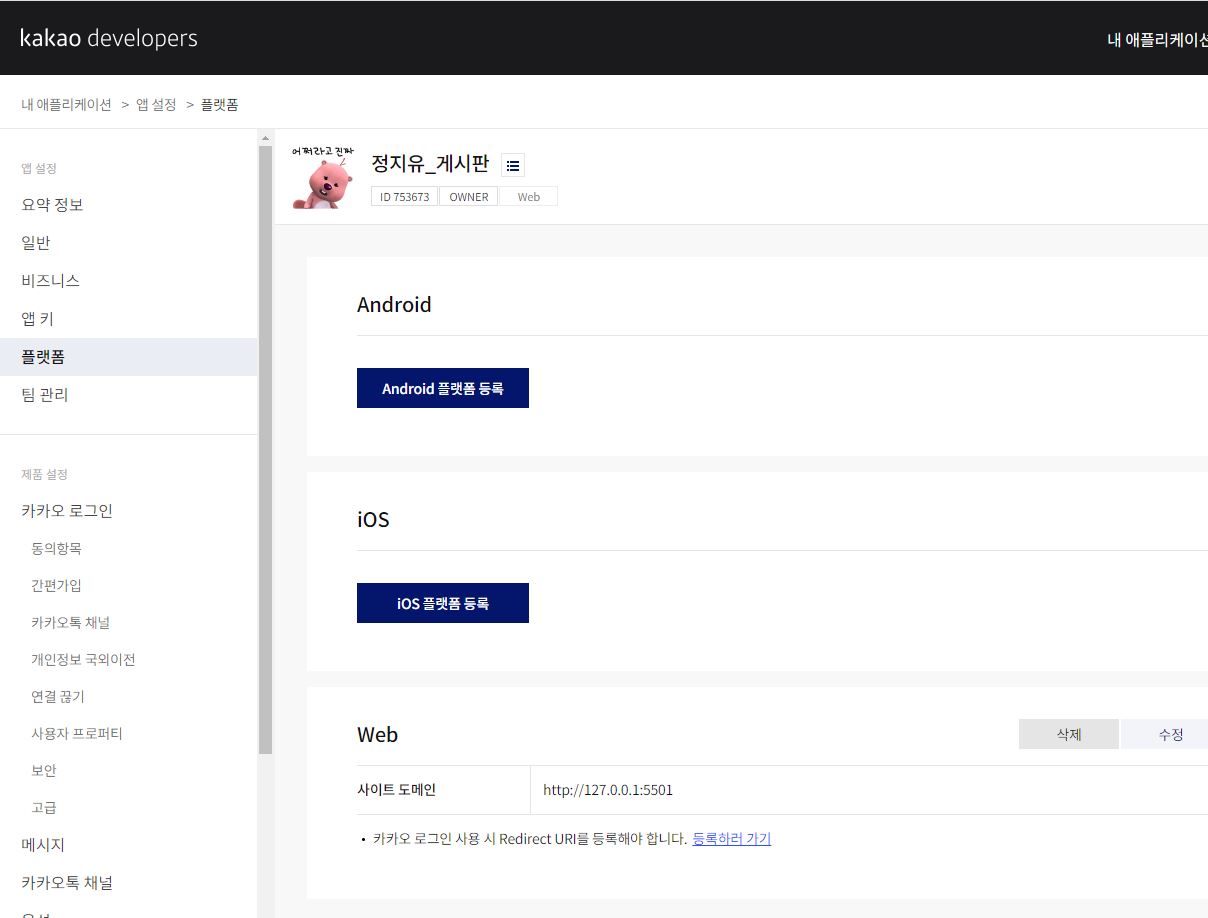 kakao developers
내 애플리케이션
내 애플리케이션 > 앱 설정 > 플랫폼
앱 설정
요약 정보
일반
비즈니스
앱 키
플랫폼
팀 관리
제품 설정
카카오 로그인
동의항목
간편가입
카카오톡 채널
개인정보 국외이전
연결 끊기
사용자 프로퍼티
보안
고급
메시지
카카오톡 채널
어쩌라고 진짜
정지유_게시판
ID 753673 OWNER Web
Android
Android 플랫폼 등록
iOS
iOS 플랫폼 등록
Web
삭제 수정
사이트 도메인 http://127.0.0.1:5501
• 카카오 로그인 사용 시 Redirect URI를 등록해야 합니다. 등록하러 가기